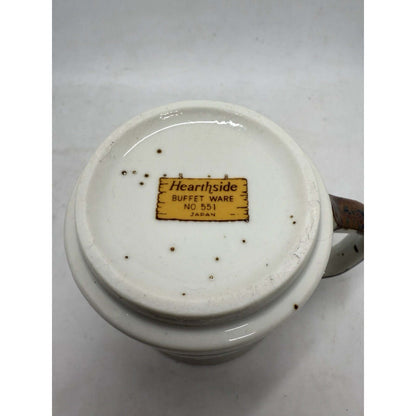 Hearthside
BUFFET WARE
NO 551
JAPAN